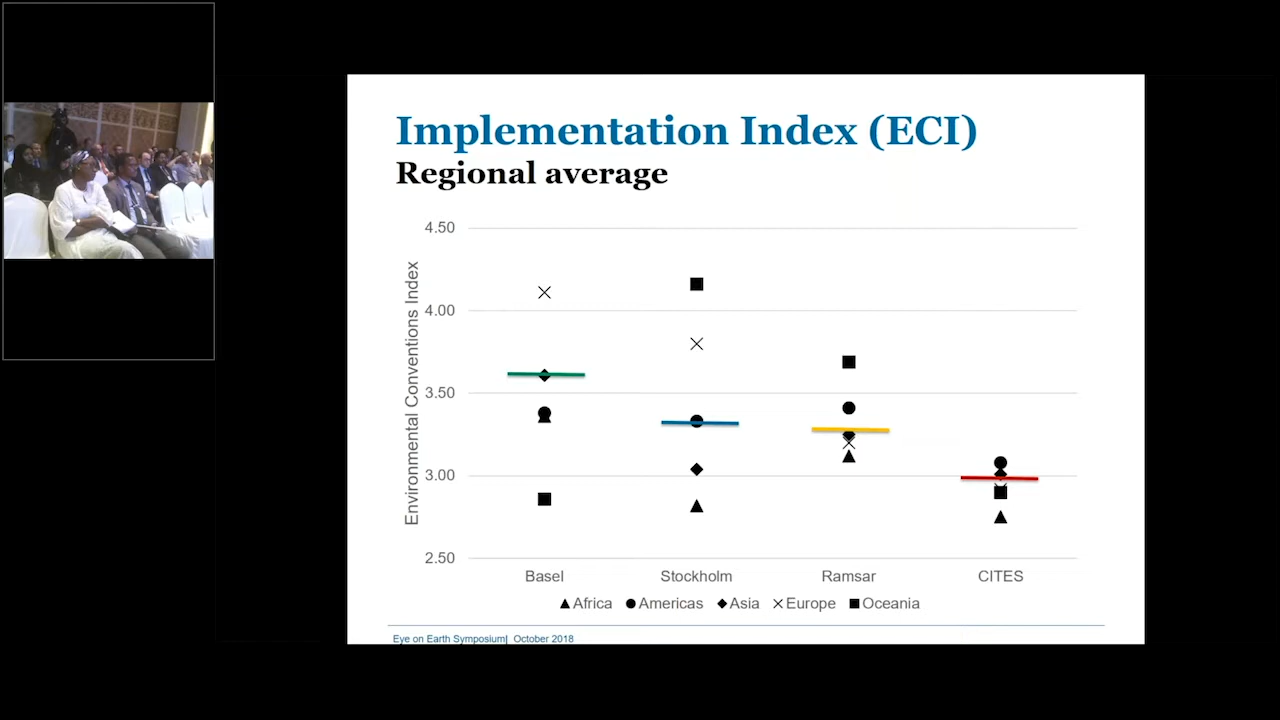 Implementation Index (ECI)
Regional average
Environmental Conventions Index
4.50
4.00
3.50
3.00
2.50
Basel Stockholm Ramsar CITES
Africa Americas Asia Europe Oceania
Eye on Earth Symposium| October 2018